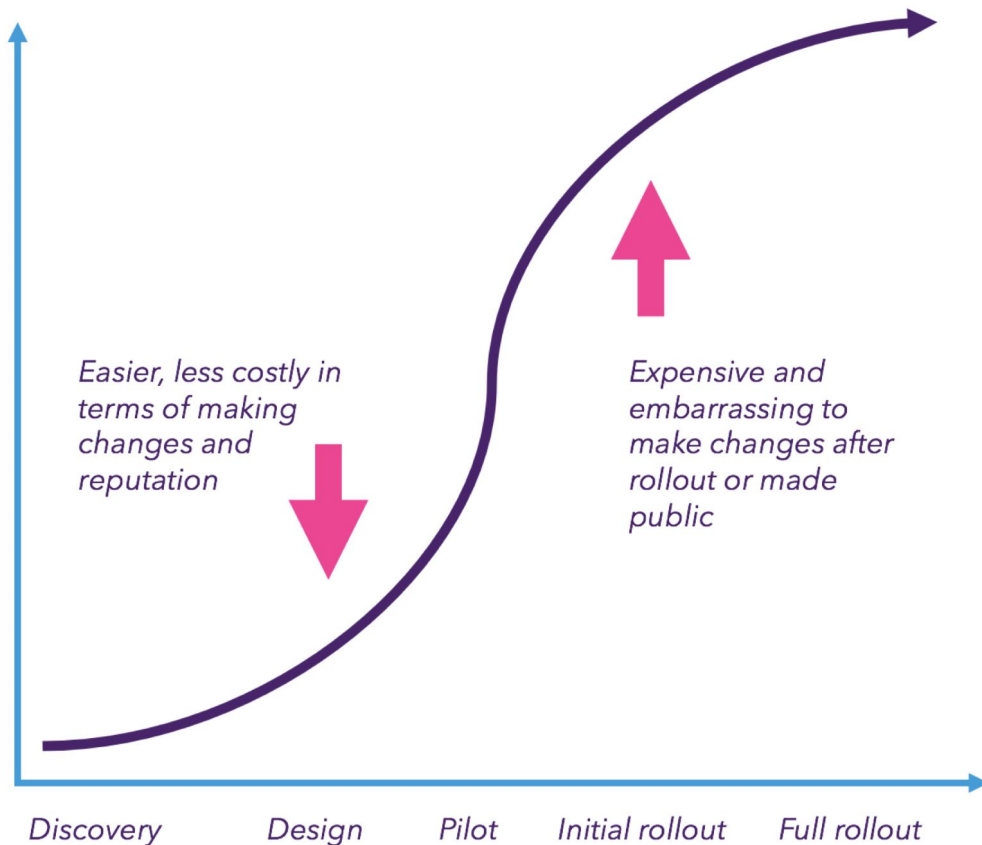 Easier, less costly in
terms of making
changes and
reputation
Expensive and
embarrassing to
make changes after
rollout or made
public
Discovery
Design
Pilot
Initial rollout
Full rollout